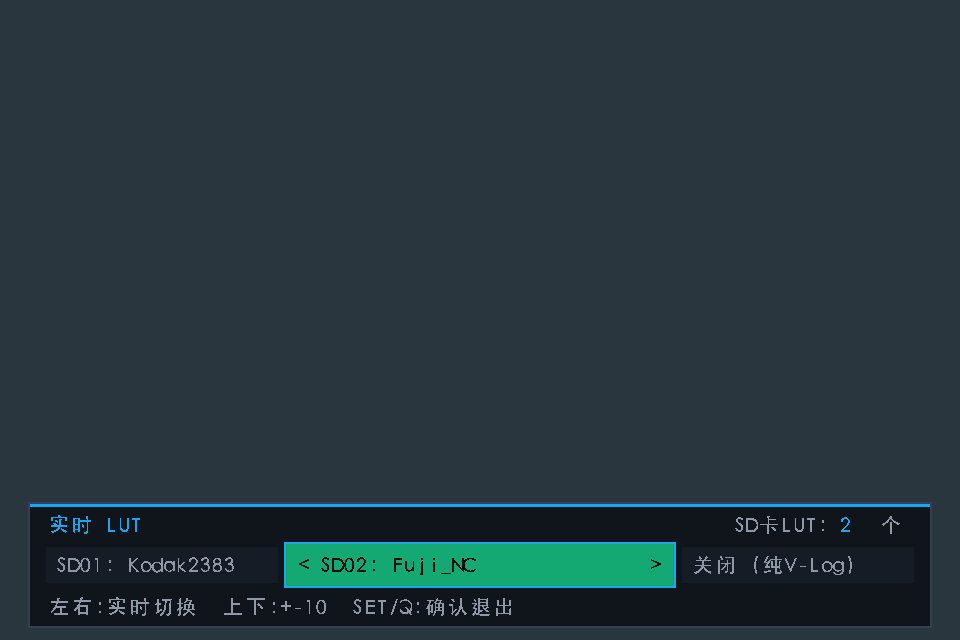 实时 LUT SD卡LUT: 2 个
SD01: Kodak2383 < SD02: Fuji_NC > 关闭 (纯V-Log)
左右:实时切换 上下:+-10 SET/Q:确认退出